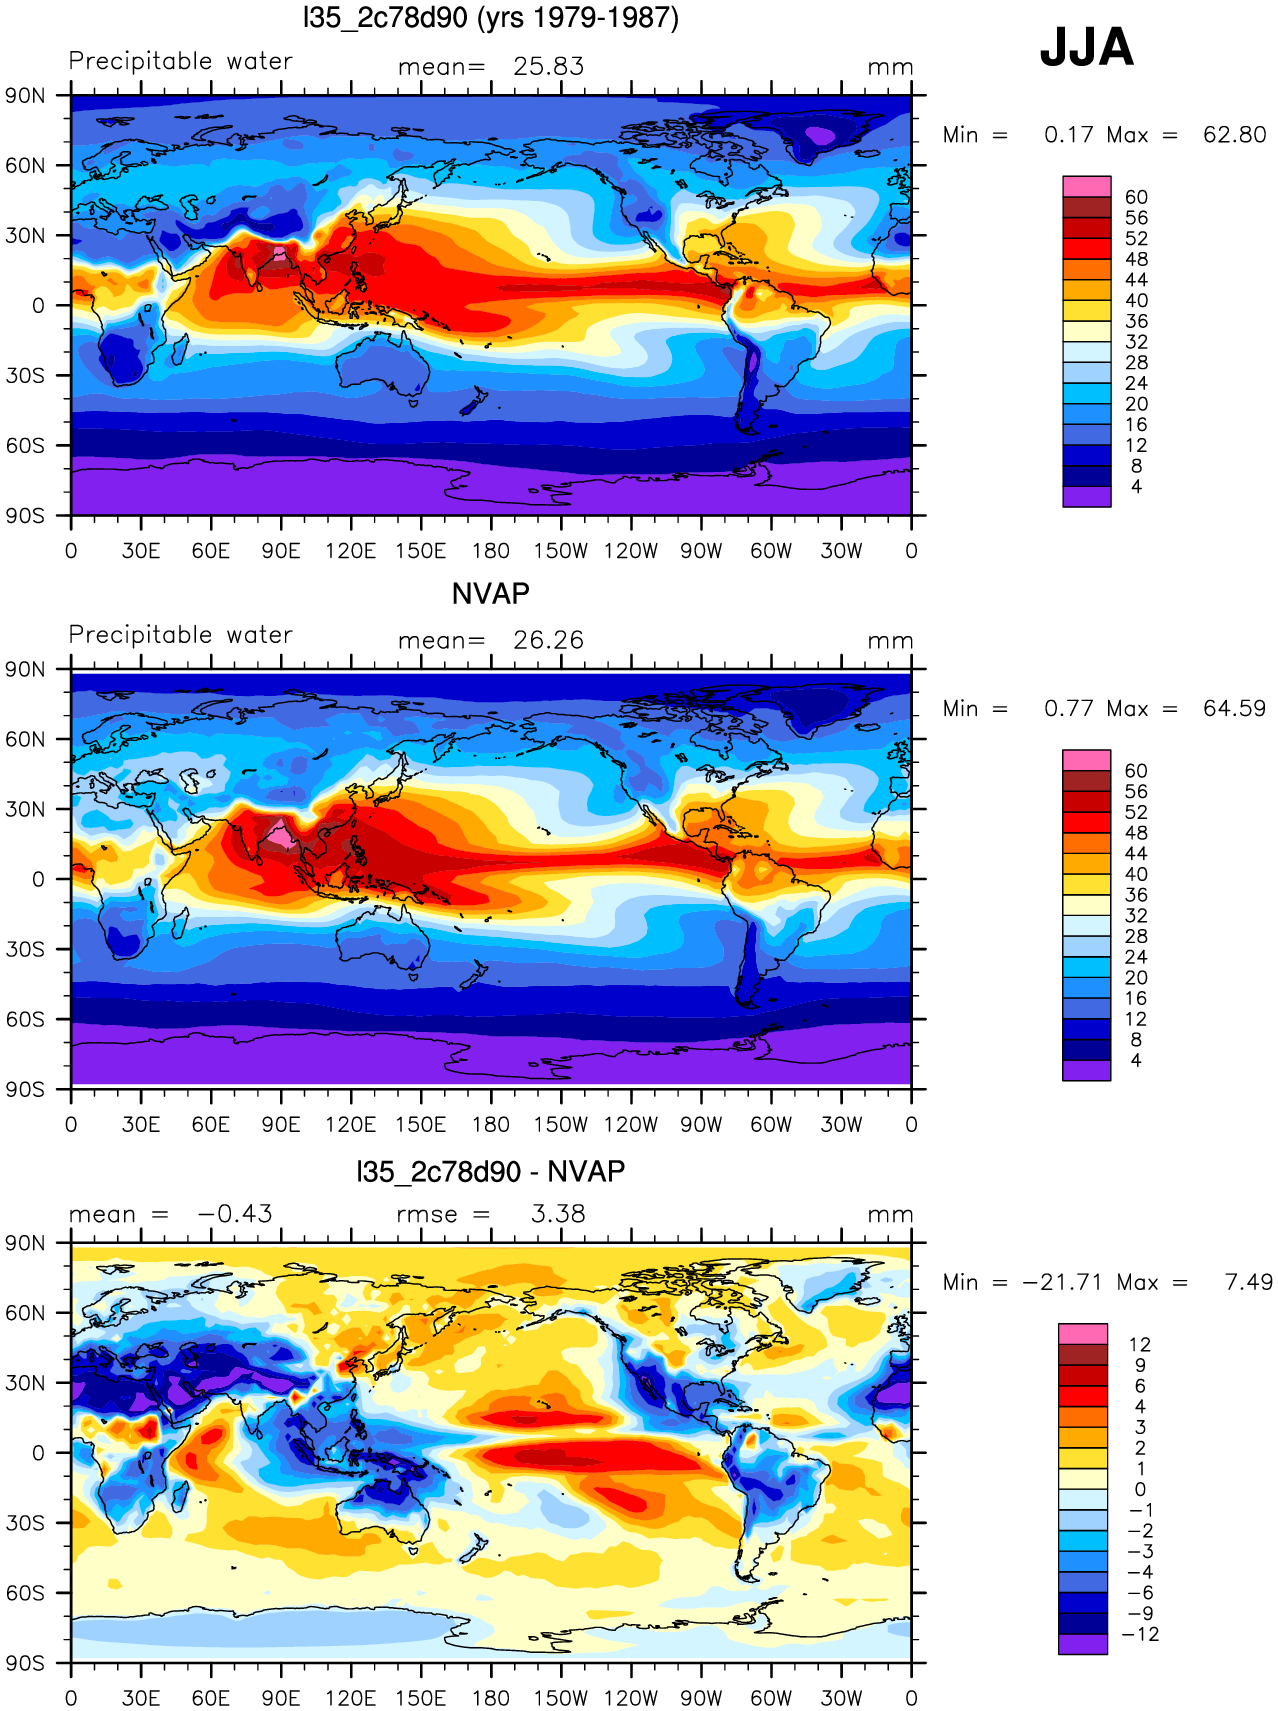 l35_2c78d90 (yrs 1979-1987)
JJA
Precipitable water mean= 25.83 mm
Min = 0.17 Max = 62.80
90N
60N
30N
0
30S
60S
90S
0 30E 60E 90E 120E 150E 180 150W 120W 90W 60W 30W 0
60
56
52
48
44
40
36
32
28
24
20
16
12
8
4
NVAP
Precipitable water mean= 26.26 mm
Min = 0.77 Max = 64.59
90N
60N
30N
0
30S
60S
90S
0 30E 60E 90E 120E 150E 180 150W 120W 90W 60W 30W 0
60
56
52
48
44
40
36
32
28
24
20
16
12
8
4
l35_2c78d90 - NVAP
mean = −0.43 rmse = 3.38 mm
Min = −21.71 Max = 7.49
90N
60N
30N
0
30S
60S
90S
0 30E 60E 90E 120E 150E 180 150W 120W 90W 60W 30W 0
12
9
6
4
3
2
1
0
−1
−2
−3
−4
−6
−9
−12